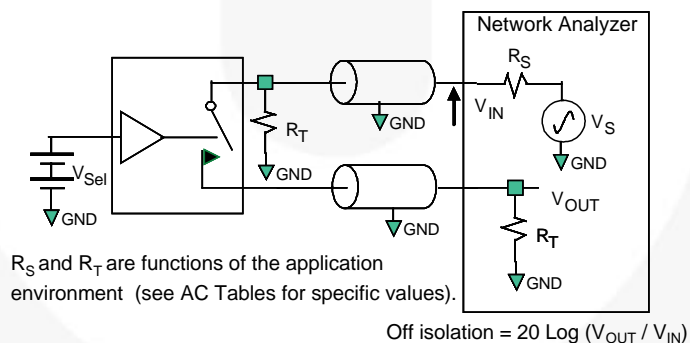 Network Analyzer
RS
VIN
VS
GND
RT
GND
GND
VSel
GND
GND
VOUT
RT
GND
GND
RS and RT are functions of the application
environment (see AC Tables for specific values).
Off isolation = 20 Log (VOUT / VIN)